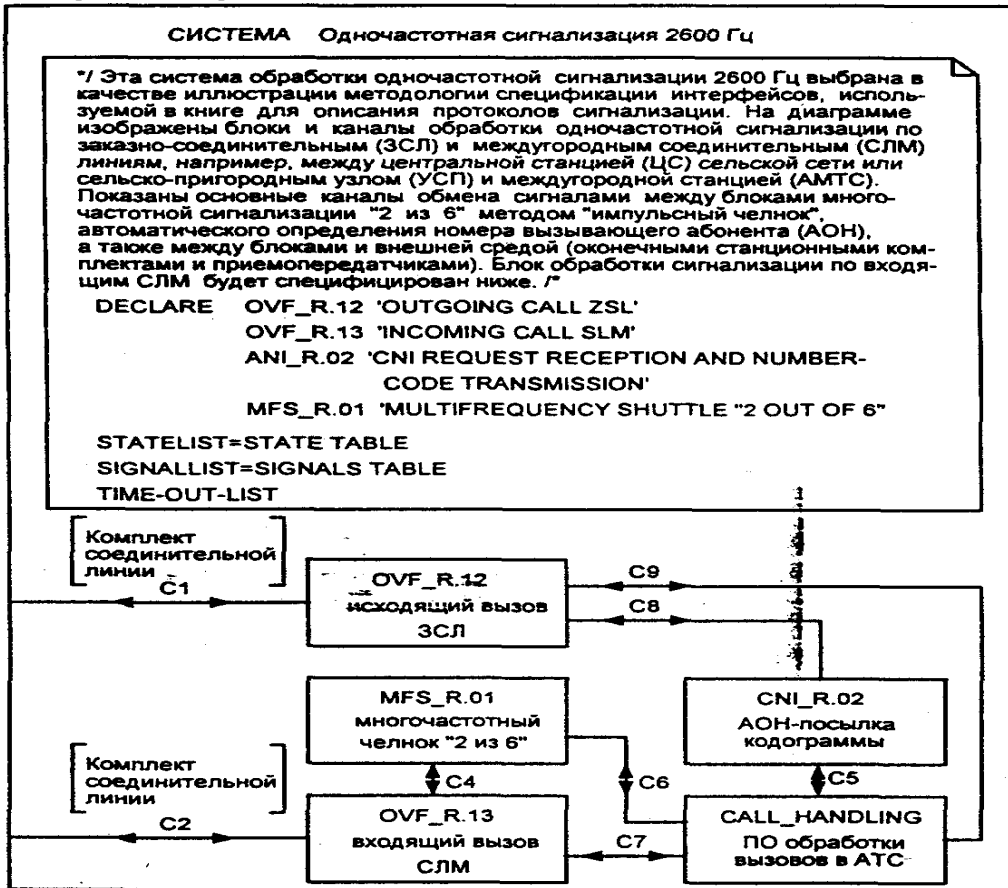 СИСТЕМА Одночастотная сигнализация 2600 Гц
"/ Эта система обработки одночастотной сигнализации 2600 Гц выбрана в
качестве иллюстрации методологии спецификации интерфейсов, исполь-
зуемой в книге для описания протоколов сигнализации. На диаграмме
изображены блоки и каналы обработки одночастотной сигнализации по
заказно-соединительным (ЗСЛ) и междугородным соединительным (СЛМ)
линиям, например, между центральной станцией (ЦС) сельской сети или
сельско-пригородным узлом (УСП) и междугородной станцией (АМТС).
Показаны основные каналы обмена сигналами между блоками много-
частотной сигнализации "2 из 6" методом "импульсный челнок",
автоматического определения номера вызывающего абонента (АОН),
а также между блоками и внешней средой (оконечными станционными ком-
плектами и приемопередатчиками). Блок обработки сигнализации по входя-
щим СЛМ будет специфицирован ниже. /"
DECLARE OVF_R.12 'OUTGOING CALL ZSL'
OVF_R.13 'INCOMING CALL SLM'
ANI_R.02 'CNI REQUEST RECEPTION AND NUMBER-
CODE TRANSMISSION'
MFS_R.01 'MULTIFREQUENCY SHUTTLE "2 OUT OF 6"
STATELIST=STATE TABLE
SIGNALLIST=SIGNALS TABLE
TIME-OUT-LIST
Комплект
соединительной
линии
C1
OVF_R.12
исходящий вызов
ЗСЛ
C9
C8
MFS_R.01
многочастотный
челнок "2 из 6"
CNI_R.02
АОН-посылка
кодограммы
Комплект
соединительной
линии
C4
C6
C5
C2
OVF_R.13
входящий вызов
СЛМ
C7
CALL_HANDLING
ПО обработки
вызовов в АТС